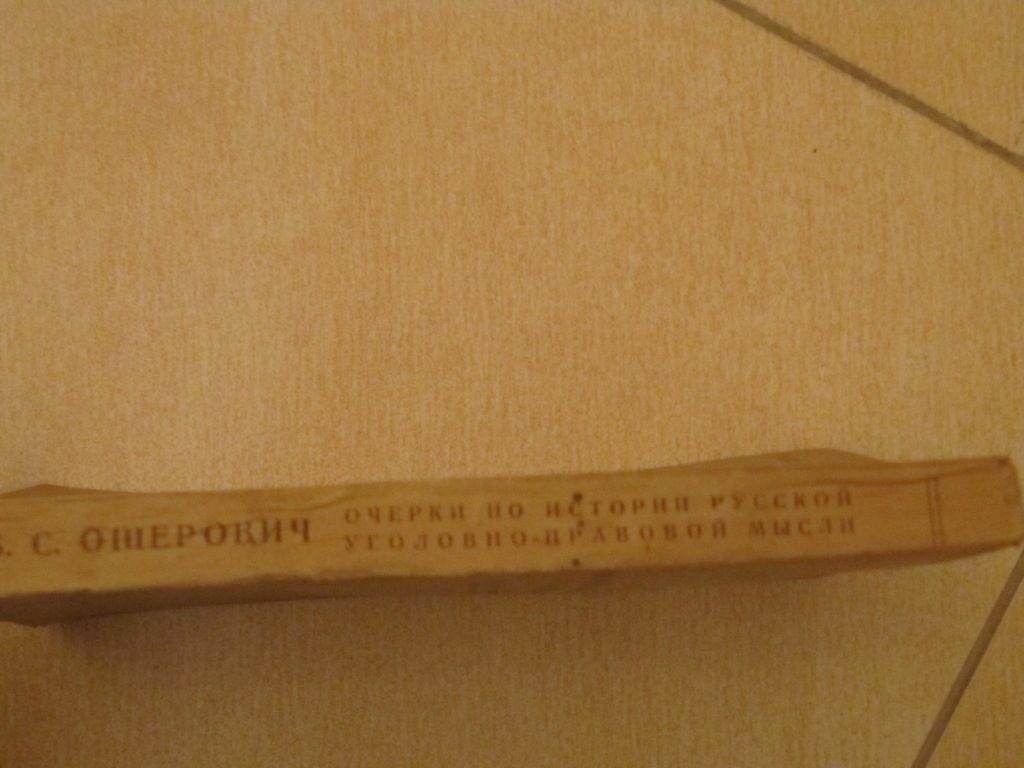 Б. С. ОШЕРОВИЧ
ОЧЕРКИ ПО ИСТОРИИ РУССКОЙ
УГОЛОВНО-ПРАВОВОЙ МЫСЛИ